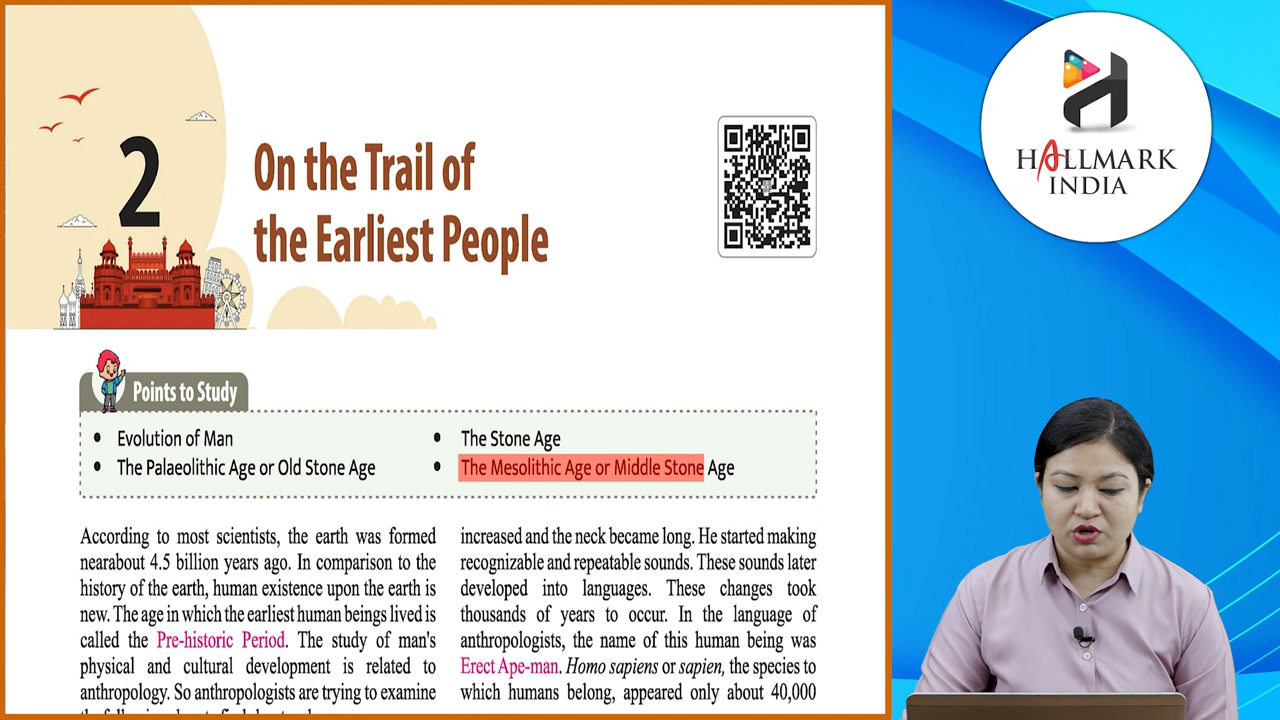 2
On the Trail of
the Earliest People
Points to Study
• Evolution of Man
• The Palaeolithic Age or Old Stone Age
• The Stone Age
• The Mesolithic Age or Middle Stone Age
According to most scientists, the earth was formed
nearabout 4.5 billion years ago. In comparison to the
history of the earth, human existence upon the earth is
new. The age in which the earliest human beings lived is
called the Pre-historic Period. The study of man's
physical and cultural development is related to
anthropology. So anthropologists are trying to examine
increased and the neck became long. He started making
recognizable and repeatable sounds. These sounds later
developed into languages. These changes took
thousands of years to occur. In the language of
anthropologists, the name of this human being was
Erect Ape-man. Homo sapiens or sapien, the species to
which humans belong, appeared only about 40,000
HALLMARK
INDIA